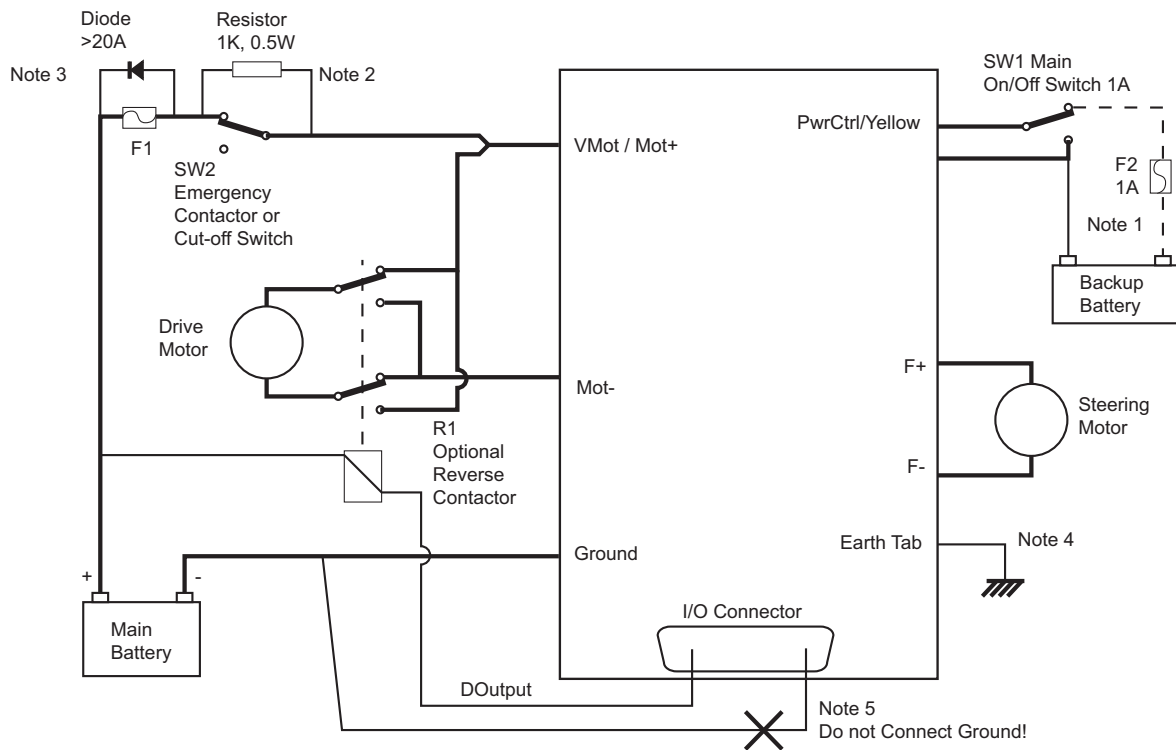 Diode
>20A
Resistor
1K, 0.5W
Note 3
Note 2
F1
SW2
Emergency
Contactor or
Cut-off Switch
VMot / Mot+
PwrCtrl/Yellow
SW1 Main
On/Off Switch 1A
F2
1A
Note 1
Backup
Battery
Drive
Motor
Mot-
R1
Optional
Reverse
Contactor
F+
F-
Steering
Motor
Ground
Earth Tab
Note 4
+
-
Main
Battery
I/O Connector
DOutput
Note 5
Do not Connect Ground!